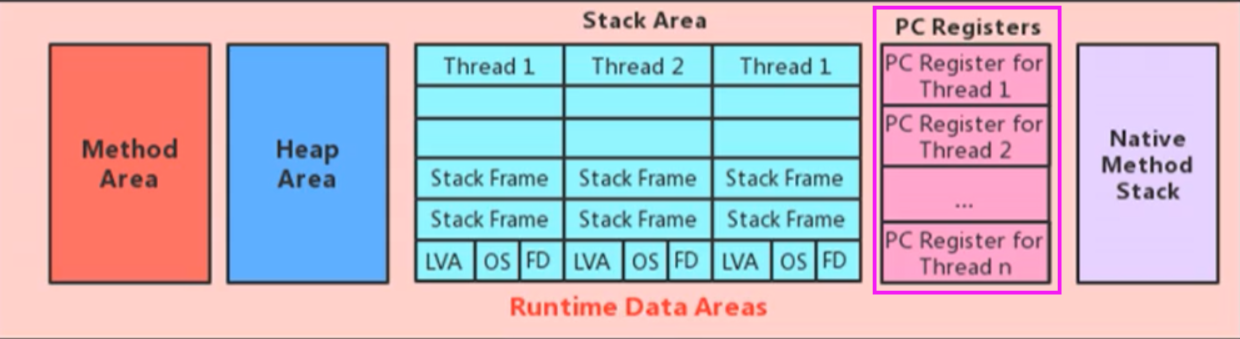 Stack Area
PC Registers
Method
Area
Heap
Area
Thread 1
Thread 2
Thread 1
Stack Frame
Stack Frame
Stack Frame
Stack Frame
Stack Frame
Stack Frame
LVA
OS
FD
LVA
OS
FD
LVA
OS
FD
PC Register for
Thread 1
PC Register for
Thread 2
...
PC Register for
Thread n
Native
Method
Stack
Runtime Data Areas